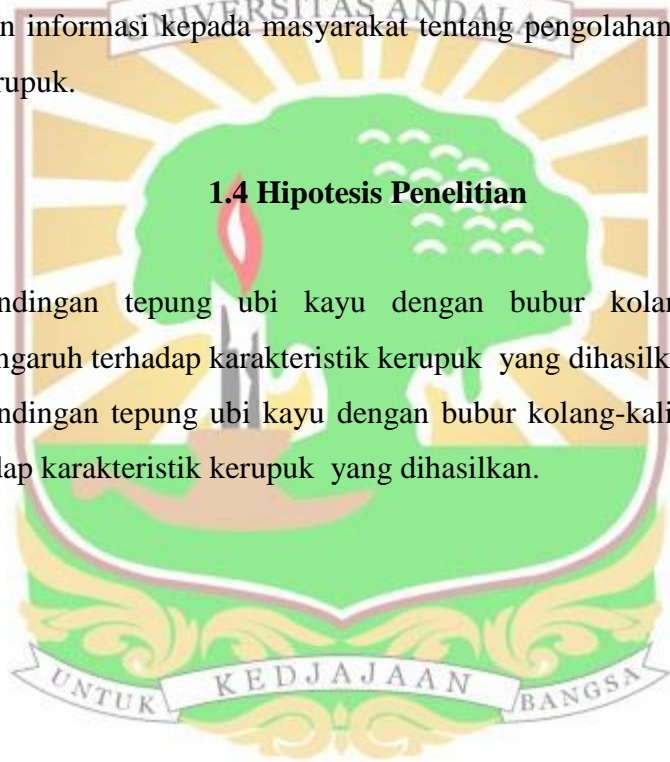 UNIVERSITAS ANDALAS
n informasi kepada masyarakat tentang pengolahan
rupuk.
1.4 Hipotesis Penelitian
ndingan tepung ubi kayu dengan bubur kolan
ngaruh terhadap karakteristik kerupuk yang dihasilk
ndingan tepung ubi kayu dengan bubur kolang-kali
dap karakteristik kerupuk yang dihasilkan.
UNTUK KEDJAJAAN BANGSA